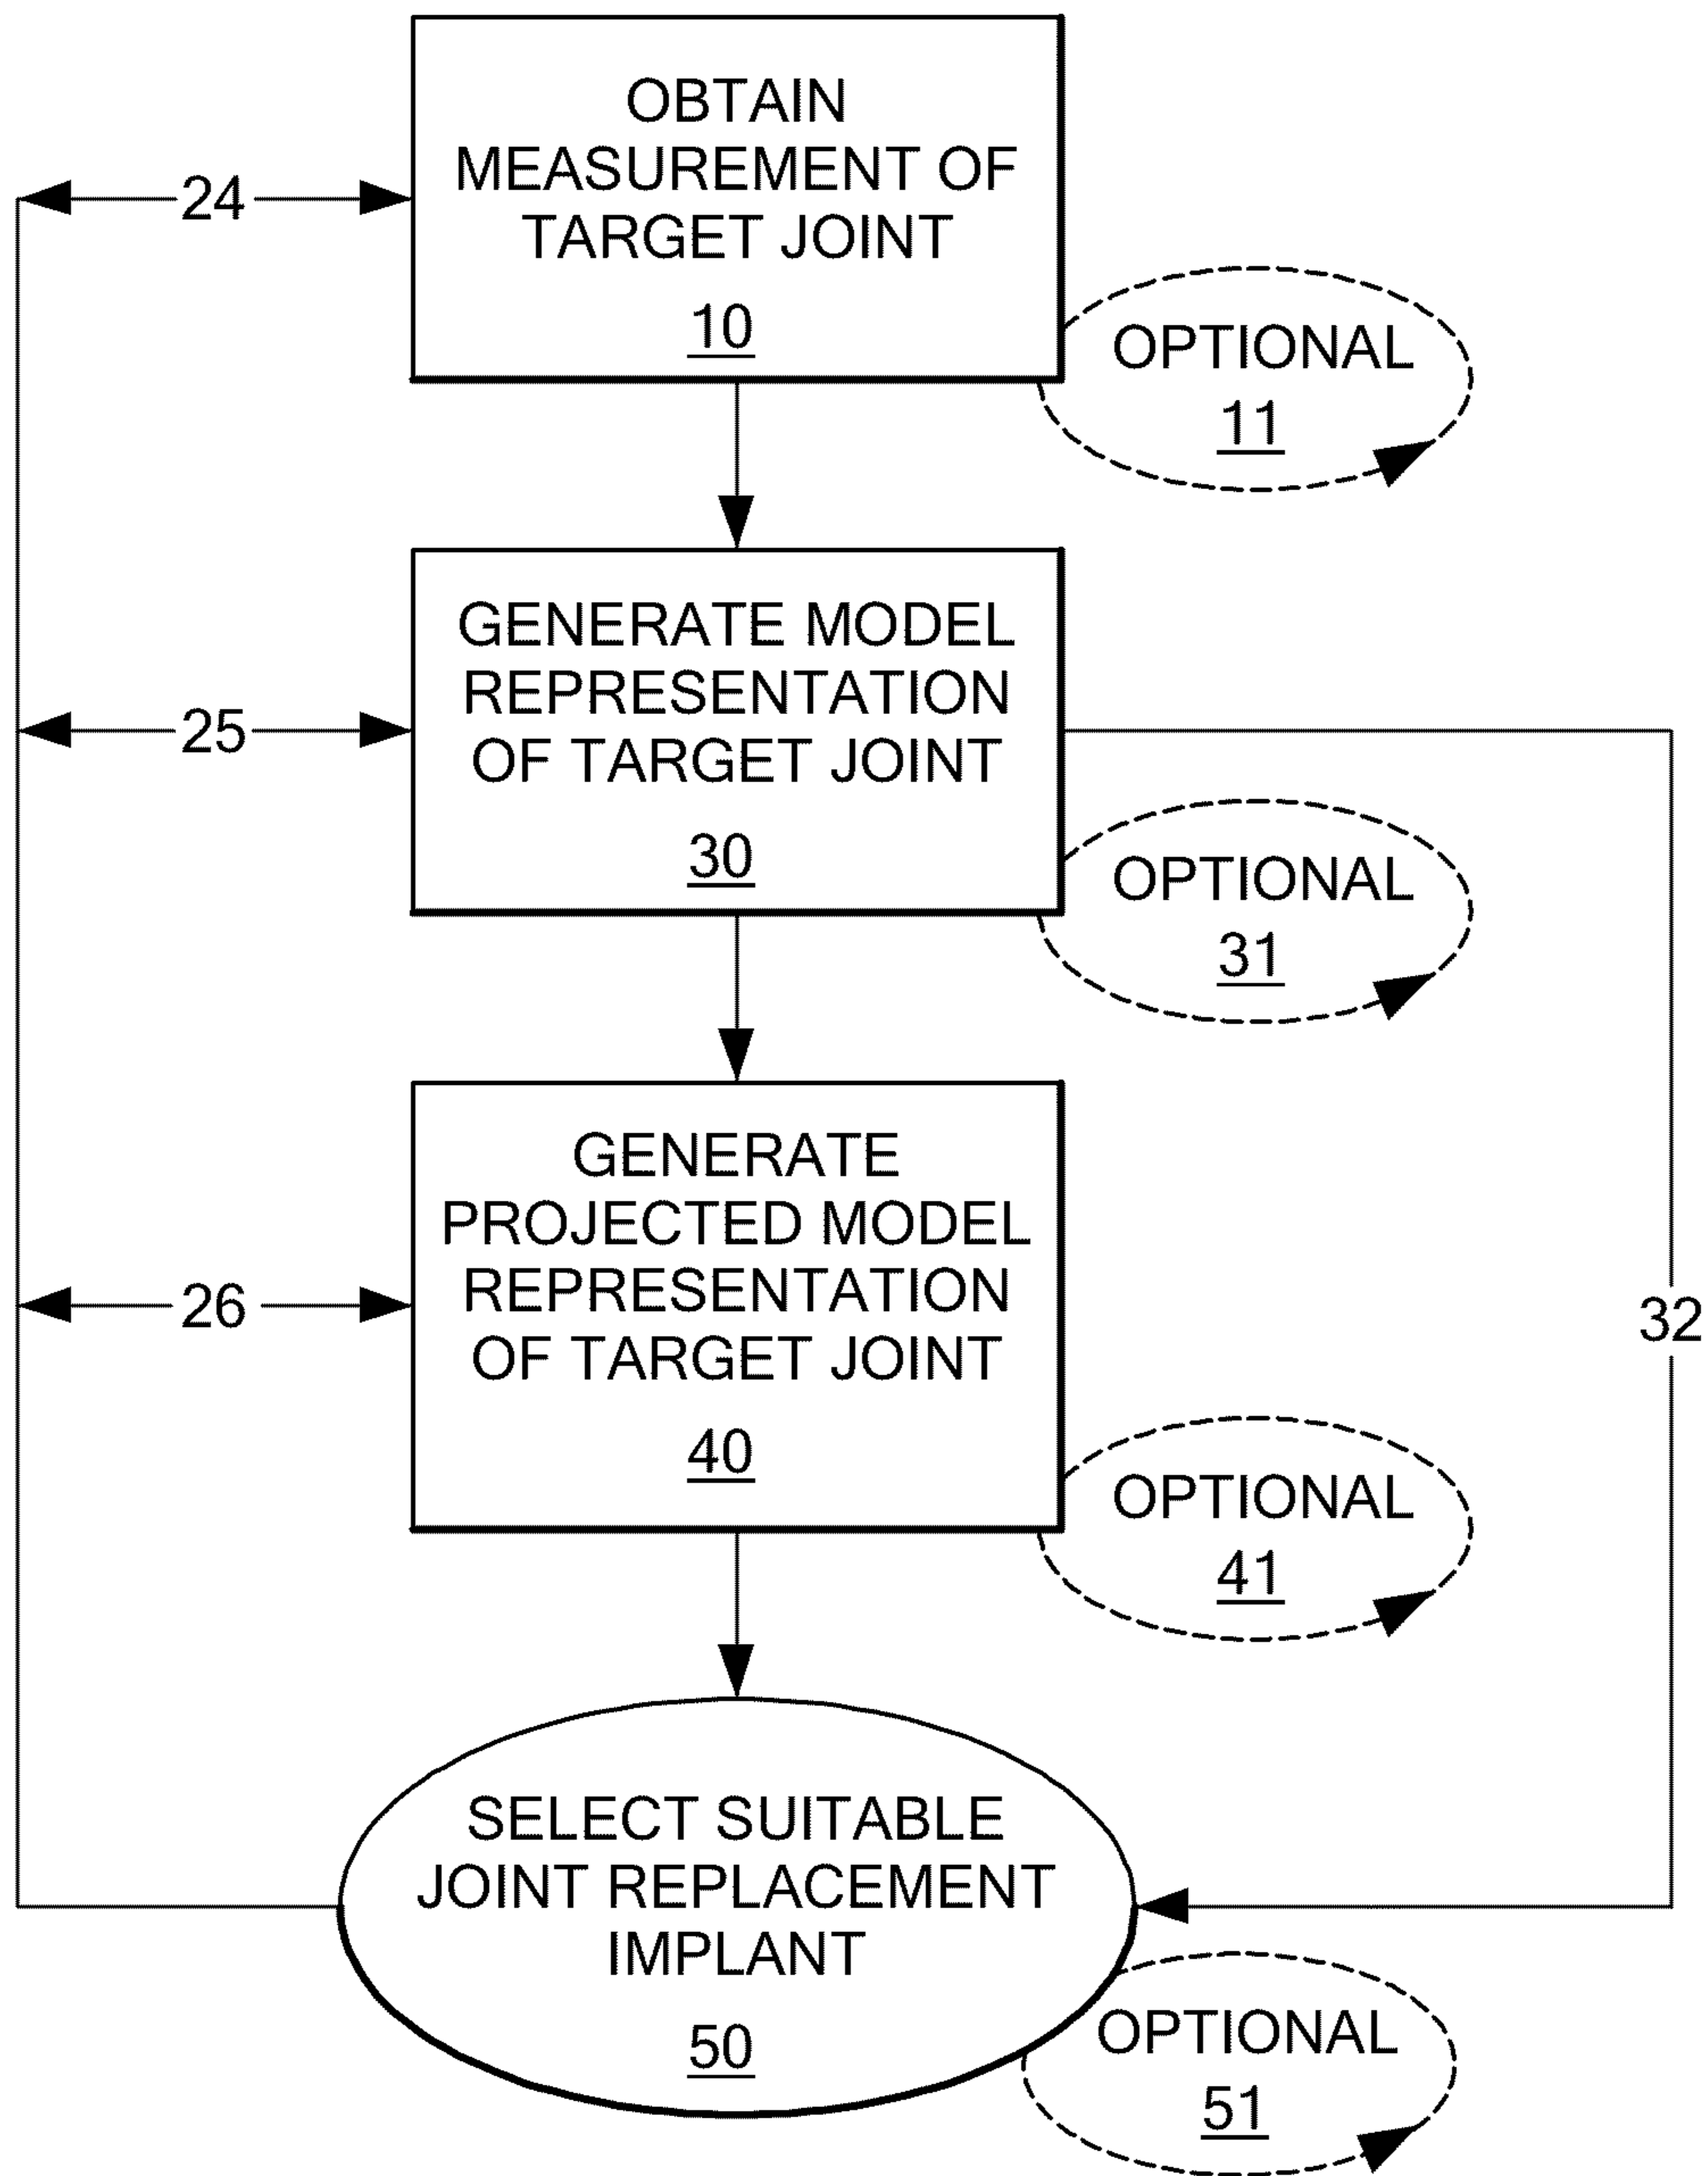 OBTAIN
MEASUREMENT OF
TARGET JOINT
10
24
OPTIONAL
11
GENERATE MODEL
REPRESENTATION
OF TARGET JOINT
30
25
OPTIONAL
31
GENERATE
PROJECTED MODEL
REPRESENTATION
OF TARGET JOINT
40
26
32
OPTIONAL
41
SELECT SUITABLE
JOINT REPLACEMENT
IMPLANT
50
OPTIONAL
51